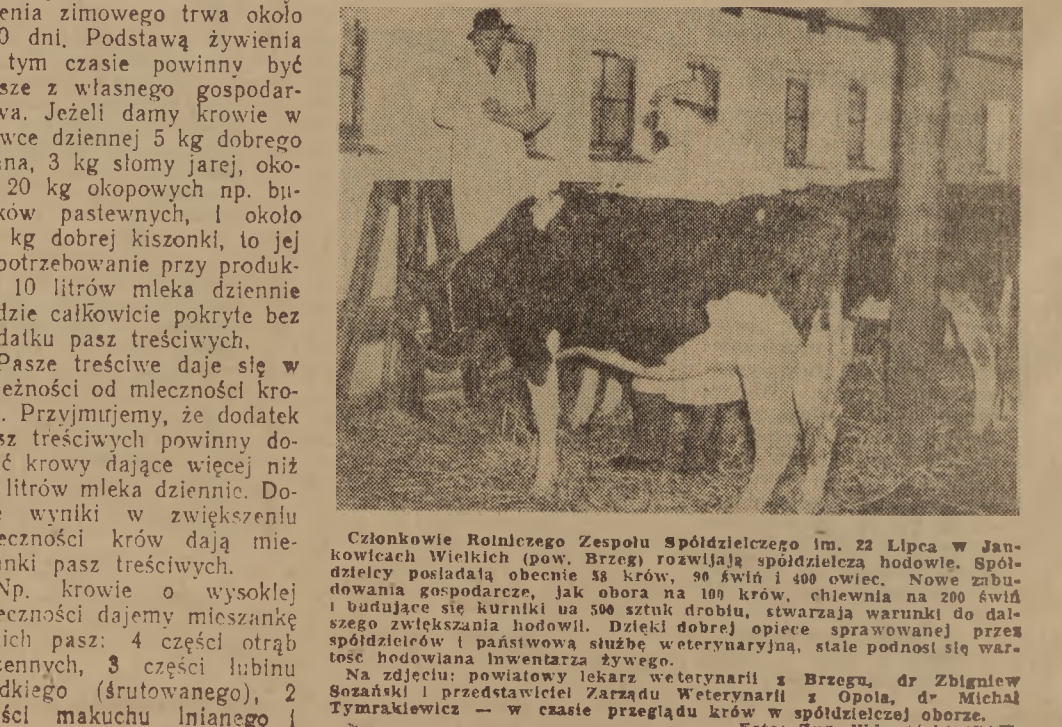 enia zimowego trwa około
0 dni. Podstawą żywienia
tym czasie powinny być
sze z własnego gospodar-
wa. Jeżeli damy krowie w
wce dziennej 5 kg dobrego
ana, 3 kg słomy jarej, oko-
20 kg okopowych np. bu-
ków pastewnych, i około
kg dobrej kiszonki, to jej
potrzebowanie przy produk-
10 litrów mleka dziennie
dzie całkowicie pokryte bez
datku pasz treściwych.
Pasze treściwe daje się w
leżności od mleczności kro-
. Przyjmujemy, że dodatek
sz treściwych powinny do-
ć krowy dające więcej niż
litrów mleka dziennie. Do-
e wyniki w zwiększeniu
eczności krów dają mie-
anki pasz treściwych.
Np. krowie o wysokiej
eczności dajemy mieszankę
ich pasz: 4 części otrąb
zennych, 3 części łubinu
dkiego (śrutowanego), 2
ści makuchu lnianego i
Członkowie Rolniczego Zespołu Spółdzielczego im. 22 Lipca w Jan-
kowicach Wielkich (pow. Brzeg) rozwijają spółdzielczą hodowlę. Spół-
dzielcy posiadają obecnie 58 krów, 90 świń i 400 owiec. Nowe zabu-
dowania gospodarcze, jak obora na 100 krów, chlewnia na 200 świń
i budujące się kurniki na 500 sztuk drobiu, stwarzają warunki do dal-
szego zwiększania hodowli. Dzięki dobrej opiece sprawowanej przez
spółdzielców i państwową służbę weterynaryjną, stale podnosi się war-
tość hodowlana inwentarza żywego.
Na zdjęciu: powiatowy lekarz weterynarii z Brzegu, dr Zbigniew
Sozański i przedstawiciel Zarządu Weterynarii z Opola, dr Michał
Tymrakiewicz — w czasie przeglądu krów w spółdzielczej oborze.